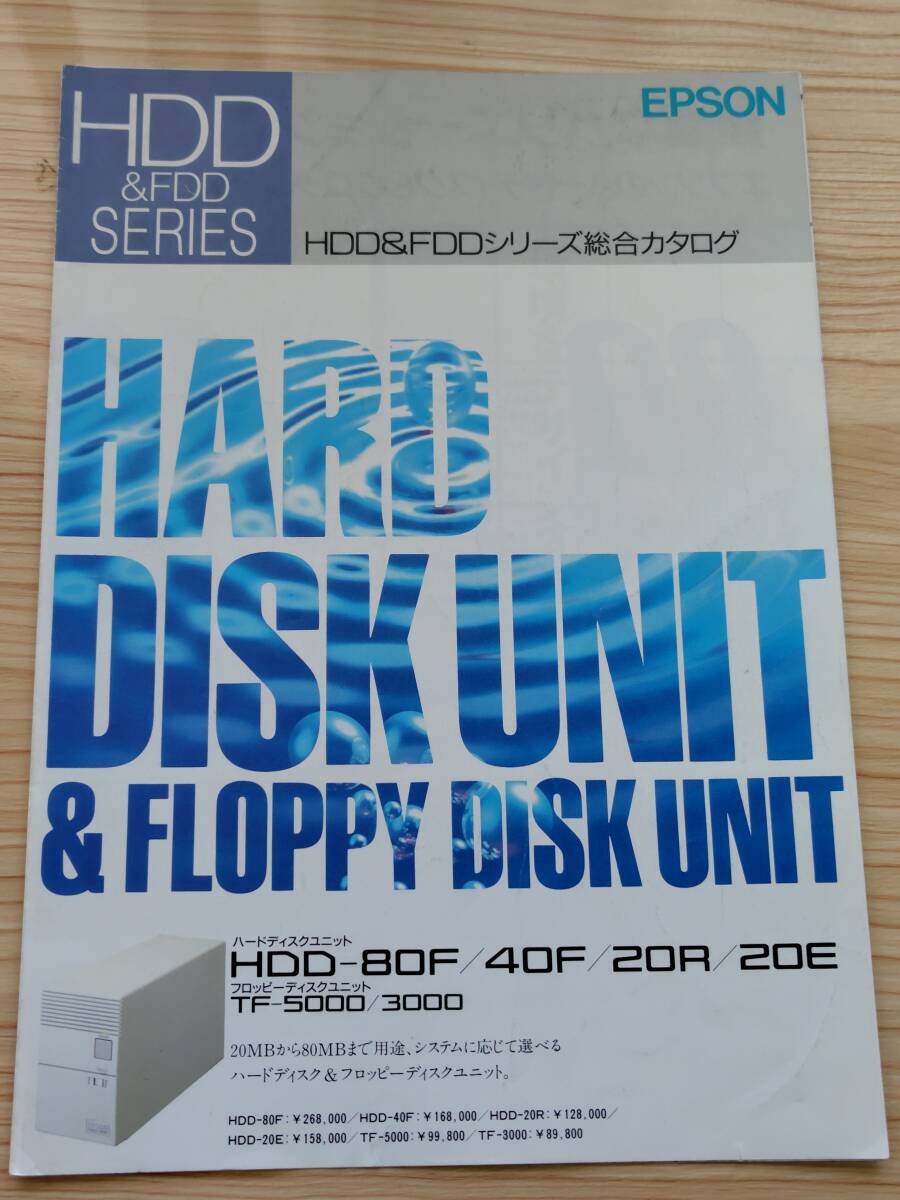 HDD
&FDD
SERIES
EPSON
HDD&FDDシリーズ総合カタログ
HARD
DISK UNIT
& FLOPPY DISK UNIT
ハードディスクユニット
HDD-80F/40F/20R/20E
フロッピーディスクユニット
TF-5000/3000
20MBから80MBまで用途、システムに応じて選べる
ハードディスク&フロッピーディスクユニット。
HDD-80F:¥268,000/HDD-40F:¥168,000/HDD-20R:¥128,000/
HDD-20E:¥158,000/TF-5000:¥99,800/TF-3000:¥89,800